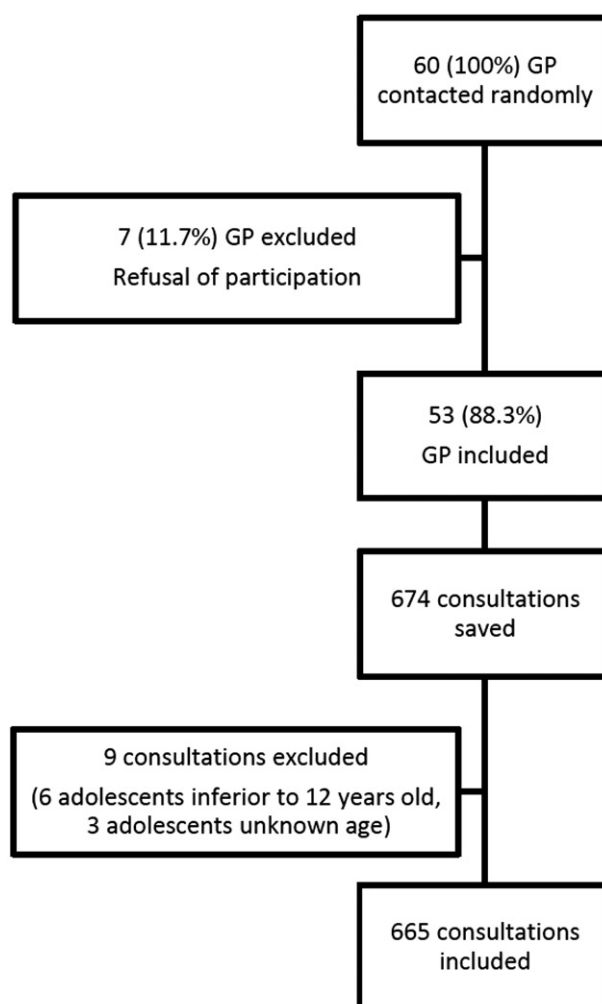 60 (100%) GP
contacted randomly
7 (11.7%) GP excluded
Refusal of participation
53 (88.3%)
GP included
674 consultations
saved
9 consultations excluded
(6 adolescents inferior to 12 years old,
3 adolescents unknown age)
665 consultations
included